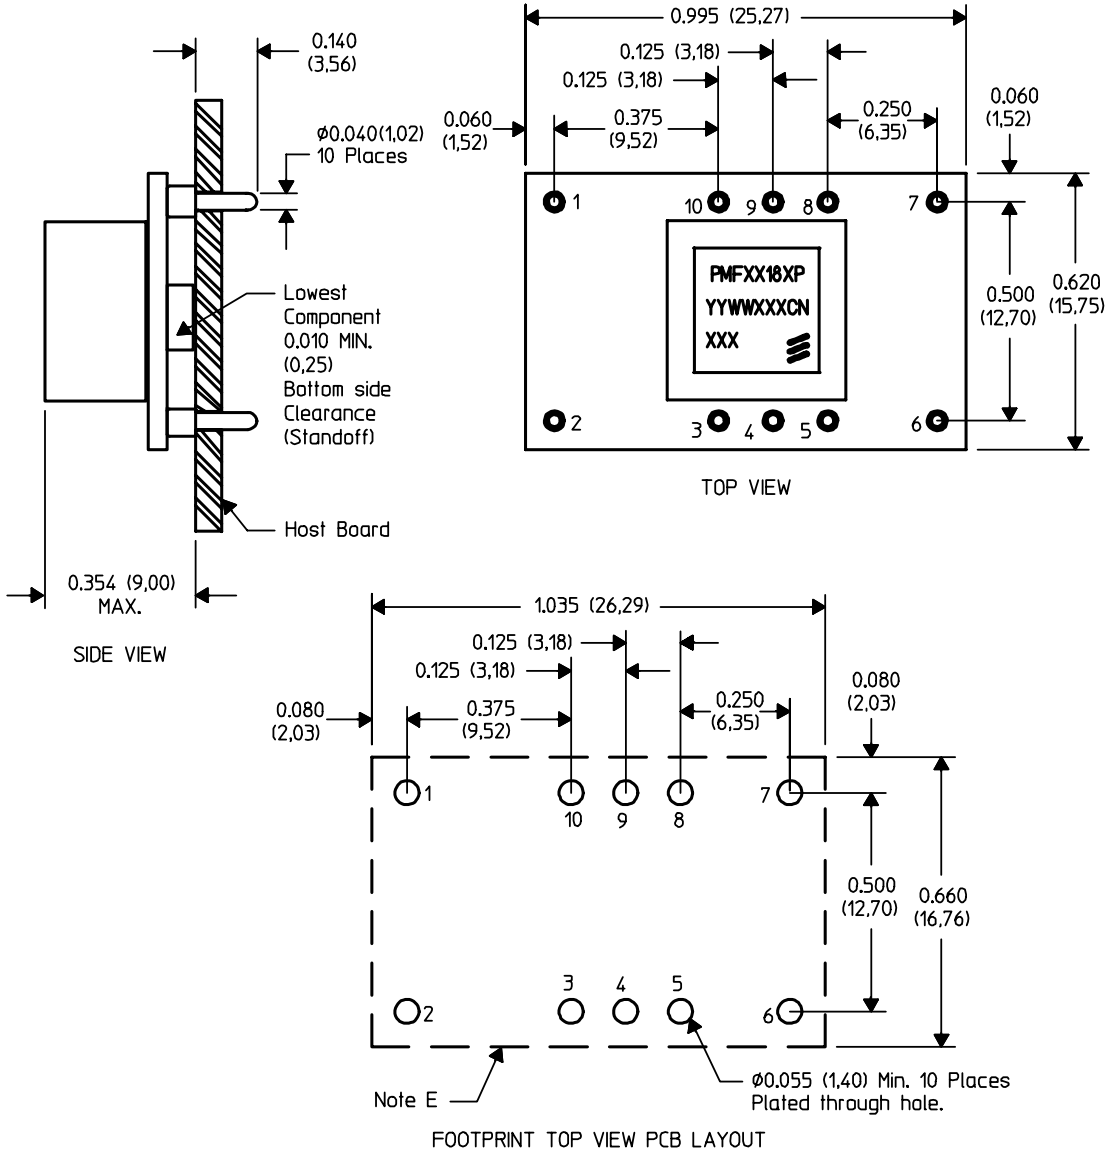 0.140
(3,56)
ø0.040(1,02)
10 Places
Lowest
Component
0.010 MIN.
(0,25)
Bottom side
Clearance
(Standoff)
Host Board
0.354 (9,00)
MAX.
SIDE VIEW
0.995 (25,27)
0.125 (3,18)
0.125 (3,18)
0.060
(1,52)
0.375
(9,52)
0.250
(6,35)
0.060
(1,52)
1
10
9
8
7
PMFXX18XP
YYWWXXXCN
XXX
0.500
(12,70)
0.620
(15,75)
2
3
4
5
6
TOP VIEW
1.035 (26,29)
0.125 (3,18)
0.125 (3,18)
0.080
(2,03)
0.375
(9,52)
0.250
(6,35)
0.080
(2,03)
1
10
9
8
7
0.500
(12,70)
0.660
(16,76)
2
3
4
5
6
Note E
ø0.055 (1,40) Min. 10 Places
Plated through hole.
FOOTPRINT TOP VIEW PCB LAYOUT